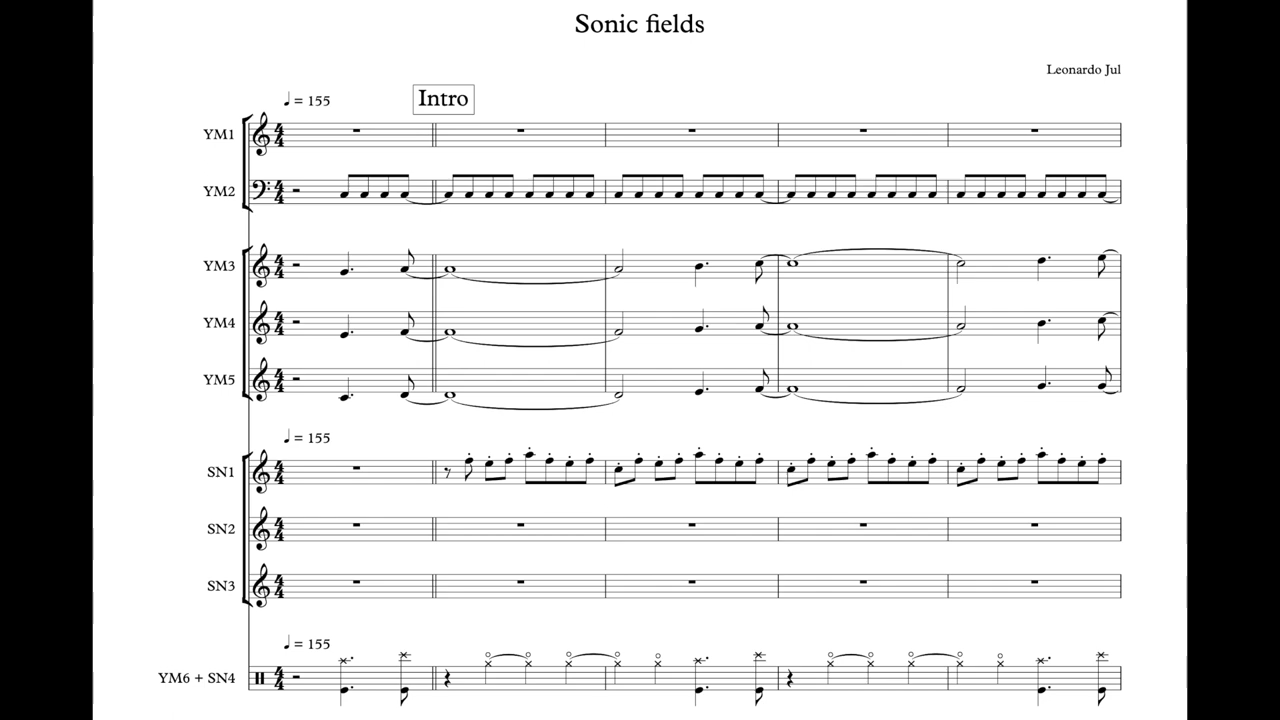 Sonic fields
Leonardo Jul
♩ = 155
Intro
YM1
YM2
YM3
YM4
YM5
♩ = 155
SN1
SN2
SN3
♩ = 155
YM6 + SN4